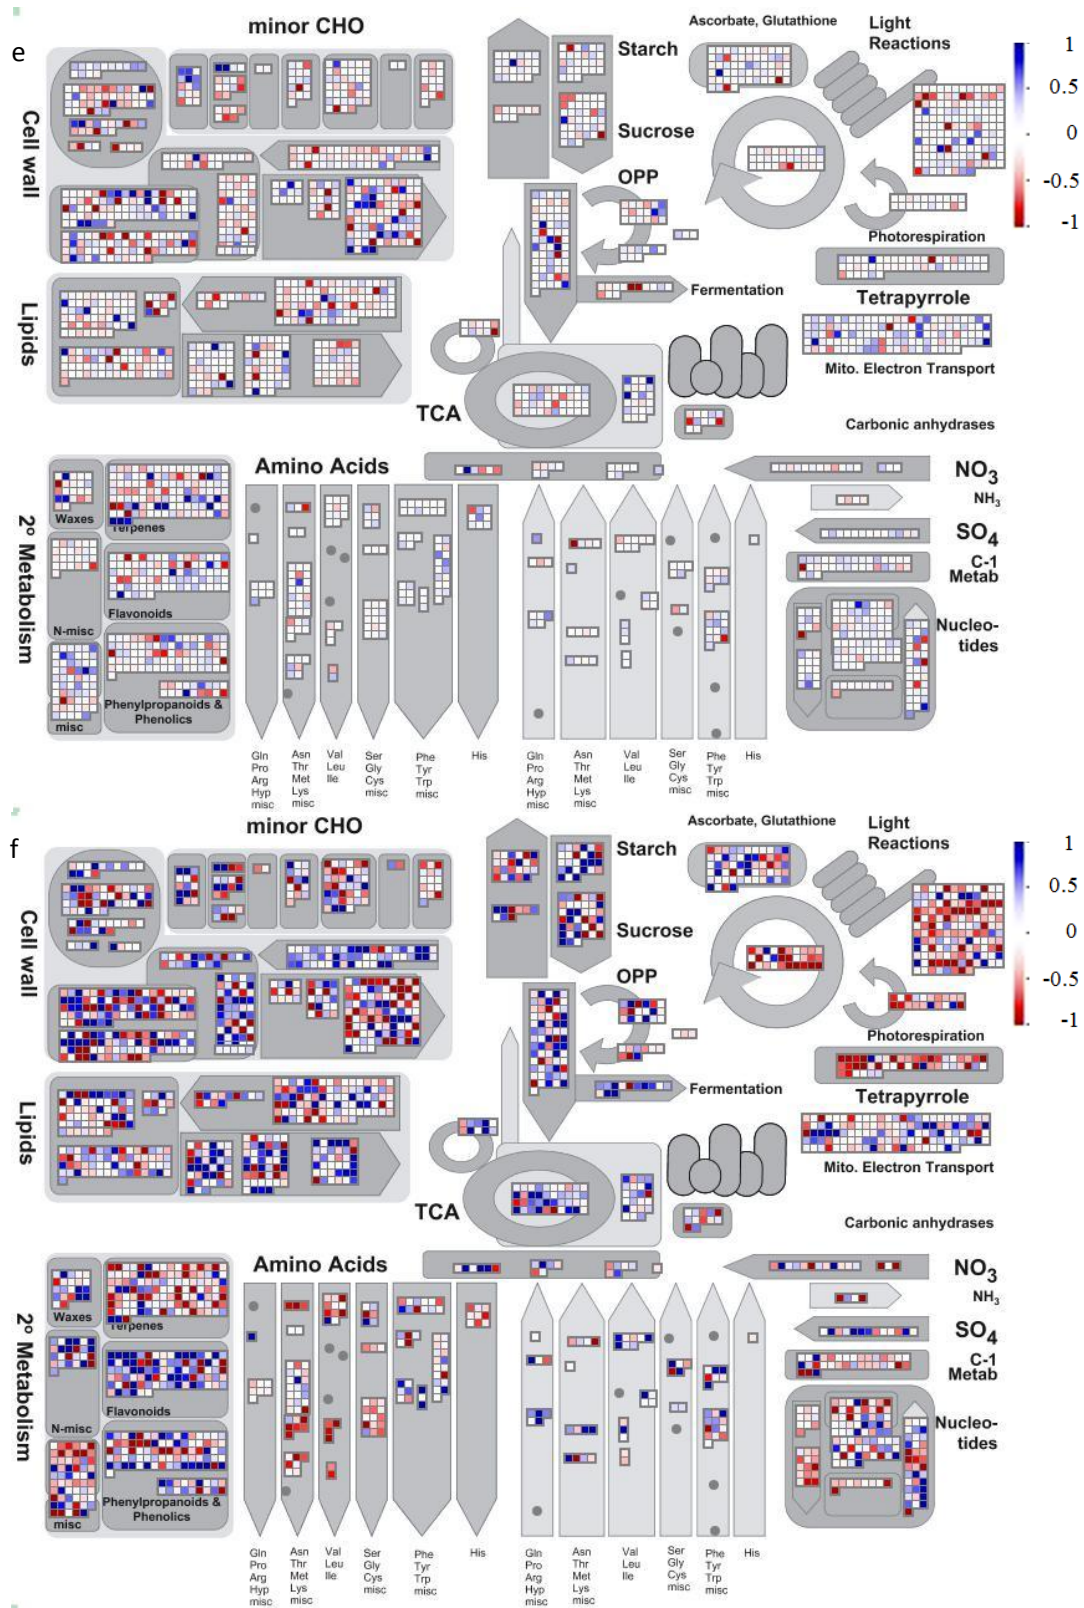 e
minor CHO
Ascorbate, Glutathione
Light
Reactions
1
0.5
0
-0.5
-1
Starch
Sucrose
Cell wall
OPP
Photorespiration
Fermentation
Tetrapyrrole
Lipids
Mito. Electron Transport
TCA
Carbonic anhydrases
Amino Acids
NO3
NH3
SO4
C-1
Metab
2º Metabolism
Waxes
Terpenes
Flavonoids
N-misc
Nucleo-
tides
Phenylpropanoids &
Phenolics
misc
Gln
Pro
Arg
Hyp
misc
Asn
Thr
Met
Lys
misc
Val
Leu
Ile
Ser
Gly
Cys
misc
Phe
Tyr
Trp
misc
His
Gln
Pro
Arg
Hyp
misc
Asn
Thr
Met
Lys
misc
Val
Leu
Ile
Ser
Gly
Cys
misc
Phe
Tyr
Trp
misc
His
f
minor CHO
Ascorbate, Glutathione
Light
Reactions
1
0.5
0
-0.5
-1
Starch
Sucrose
Cell wall
OPP
Photorespiration
Fermentation
Tetrapyrrole
Lipids
Mito. Electron Transport
TCA
Carbonic anhydrases
Amino Acids
NO3
NH3
SO4
C-1
Metab
2º Metabolism
Waxes
Terpenes
Flavonoids
N-misc
Nucleo-
tides
Phenylpropanoids &
Phenolics
misc
Gln
Pro
Arg
Hyp
misc
Asn
Thr
Met
Lys
misc
Val
Leu
Ile
Ser
Gly
Cys
misc
Phe
Tyr
Trp
misc
His
Gln
Pro
Arg
Hyp
misc
Asn
Thr
Met
Lys
misc
Val
Leu
Ile
Ser
Gly
Cys
misc
Phe
Tyr
Trp
misc
His